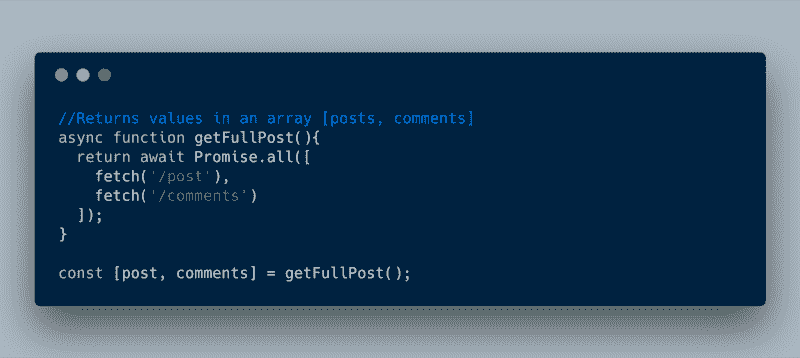 //Returns values in an array [posts, comments]
async function getFullPost(){
  return await Promise.all([
    fetch('/post'),
    fetch('/comments')
  ]);
}
const [post, comments] = getFullPost();